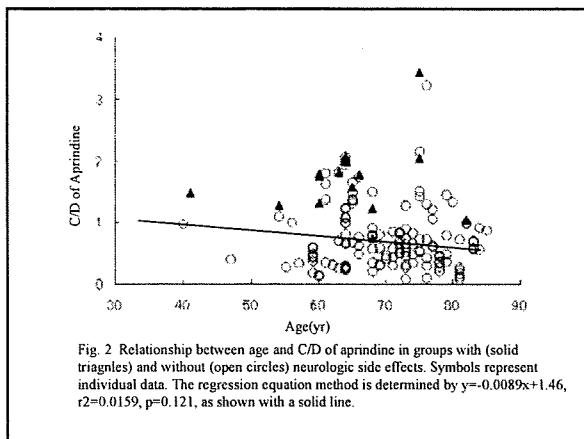 4
3
2
1
0
C/D of Aprindine
30 40 50 60 70 80 90
Age(yr)
Fig. 2 Relationship between age and C/D of aprindine in groups with (solid
triagnles) and without (open circles) neurologic side effects. Symbols represent
individual data. The regression equation method is determined by y=-0.0089x+1.46,
r2=0.0159, p=0.121, as shown with a solid line.